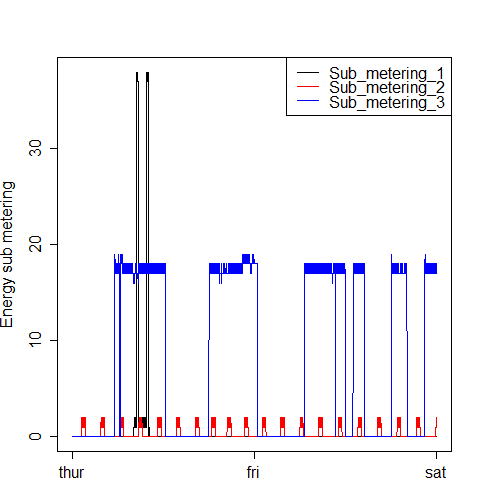 Sub_metering_1
Sub_metering_2
Sub_metering_3
Energy sub metering
30
20
10
0
thur fri sat